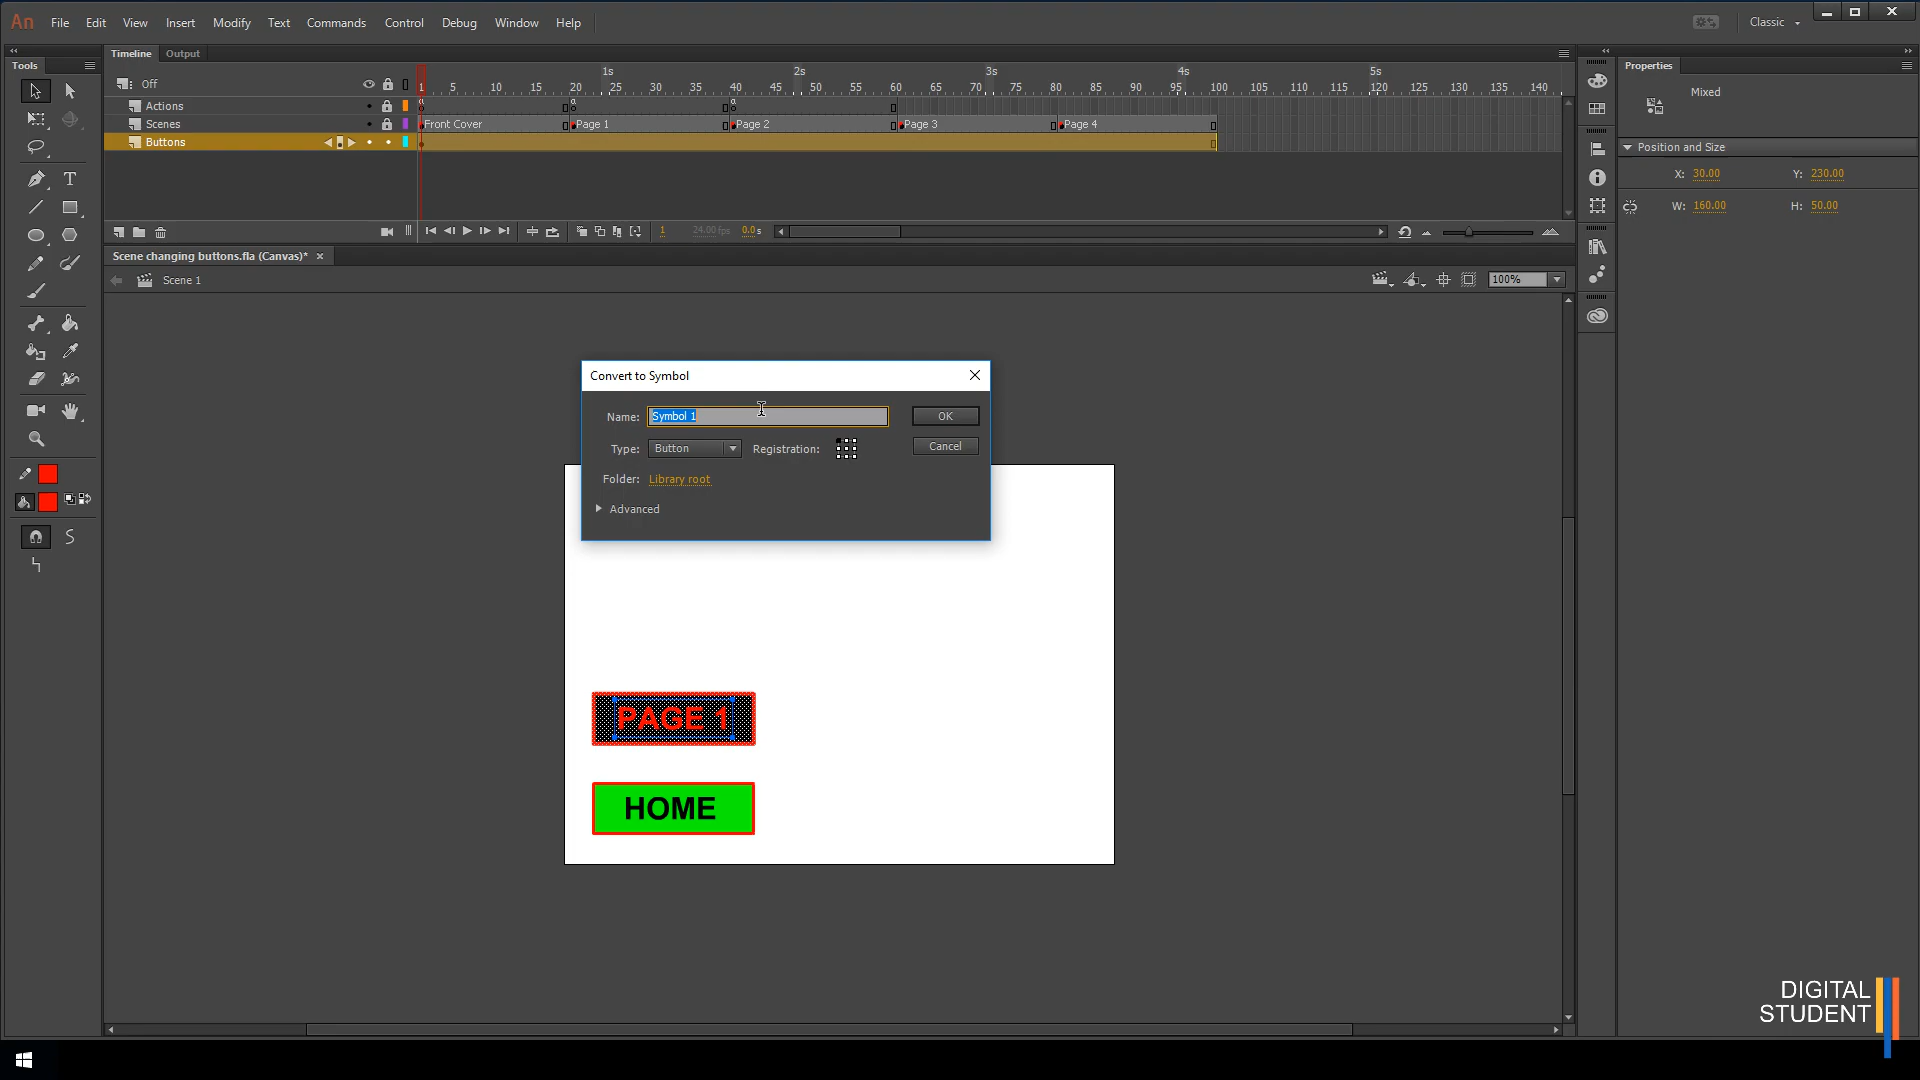 An File Edit View Insert Modify Text Commands Control Debug Window Help Classic
Timeline Output
Tools
Properties
Off
1s 2s 3s 4s 5s
1 5 10 15 20 25 30 35 40 45 50 55 60 65 70 75 80 85 90 95 100 105 110 115 120 125 130 135 140
Mixed
Actions
Scenes Front Cover Page 1 Page 2 Page 3 Page 4
Buttons
Position and Size
X: 30.00 Y: 230.00
W: 160.00 H: 50.00
1 24.00 fps 0.0 s
Scene changing buttons.fla (Canvas)* ×
Scene 1 100%
Convert to Symbol
Name: Symbol 1 OK
Type: Button Registration: Cancel
Folder: Library root
Advanced
PAGE 1
HOME
DIGITAL
STUDENT